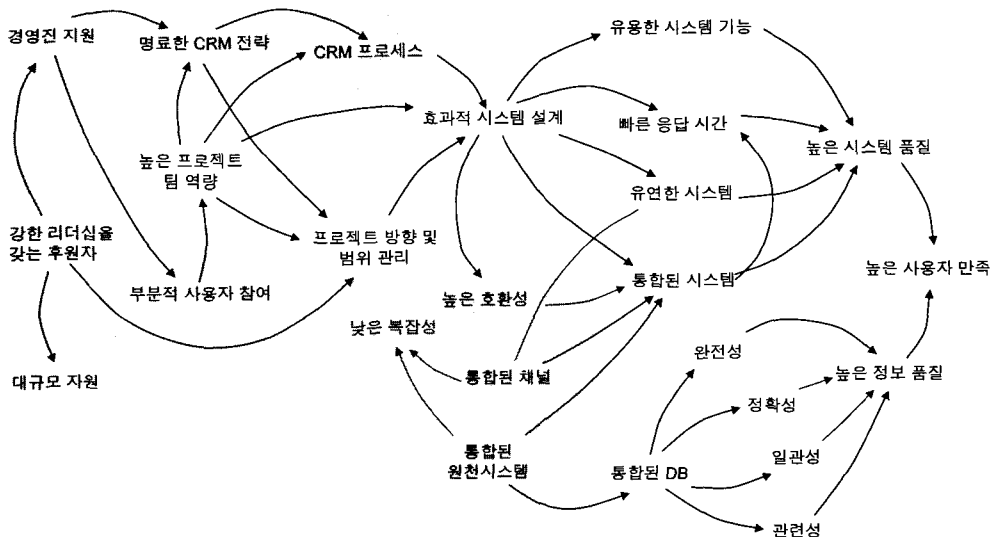 경영진 지원
명료한 CRM 전략
CRM 프로세스
유용한 시스템 기능
효과적 시스템 설계
빠른 응답 시간
높은 시스템 품질
높은 프로젝트
팀 역량
유연한 시스템
강한 리더십을
갖는 후원자
프로젝트 방향 및
범위 관리
부분적 사용자 참여
높은 호환성
통합된 시스템
높은 사용자 만족
낮은 복잡성
대규모 자원
통합된 채널
완전성
높은 정보 품질
정확성
통합된
원천시스템
통합된 DB
일관성
관련성